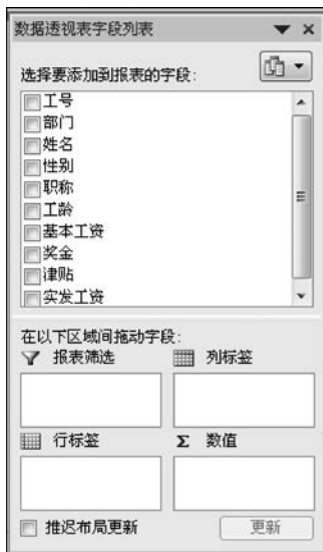 数据透视表字段列表
选择要添加到报表的字段:
工号
部门
姓名
性别
职称
工龄
基本工资
奖金
津贴
实发工资
在以下区域间拖动字段:
报表筛选
列标签
行标签
Σ 数值
推迟布局更新
更新